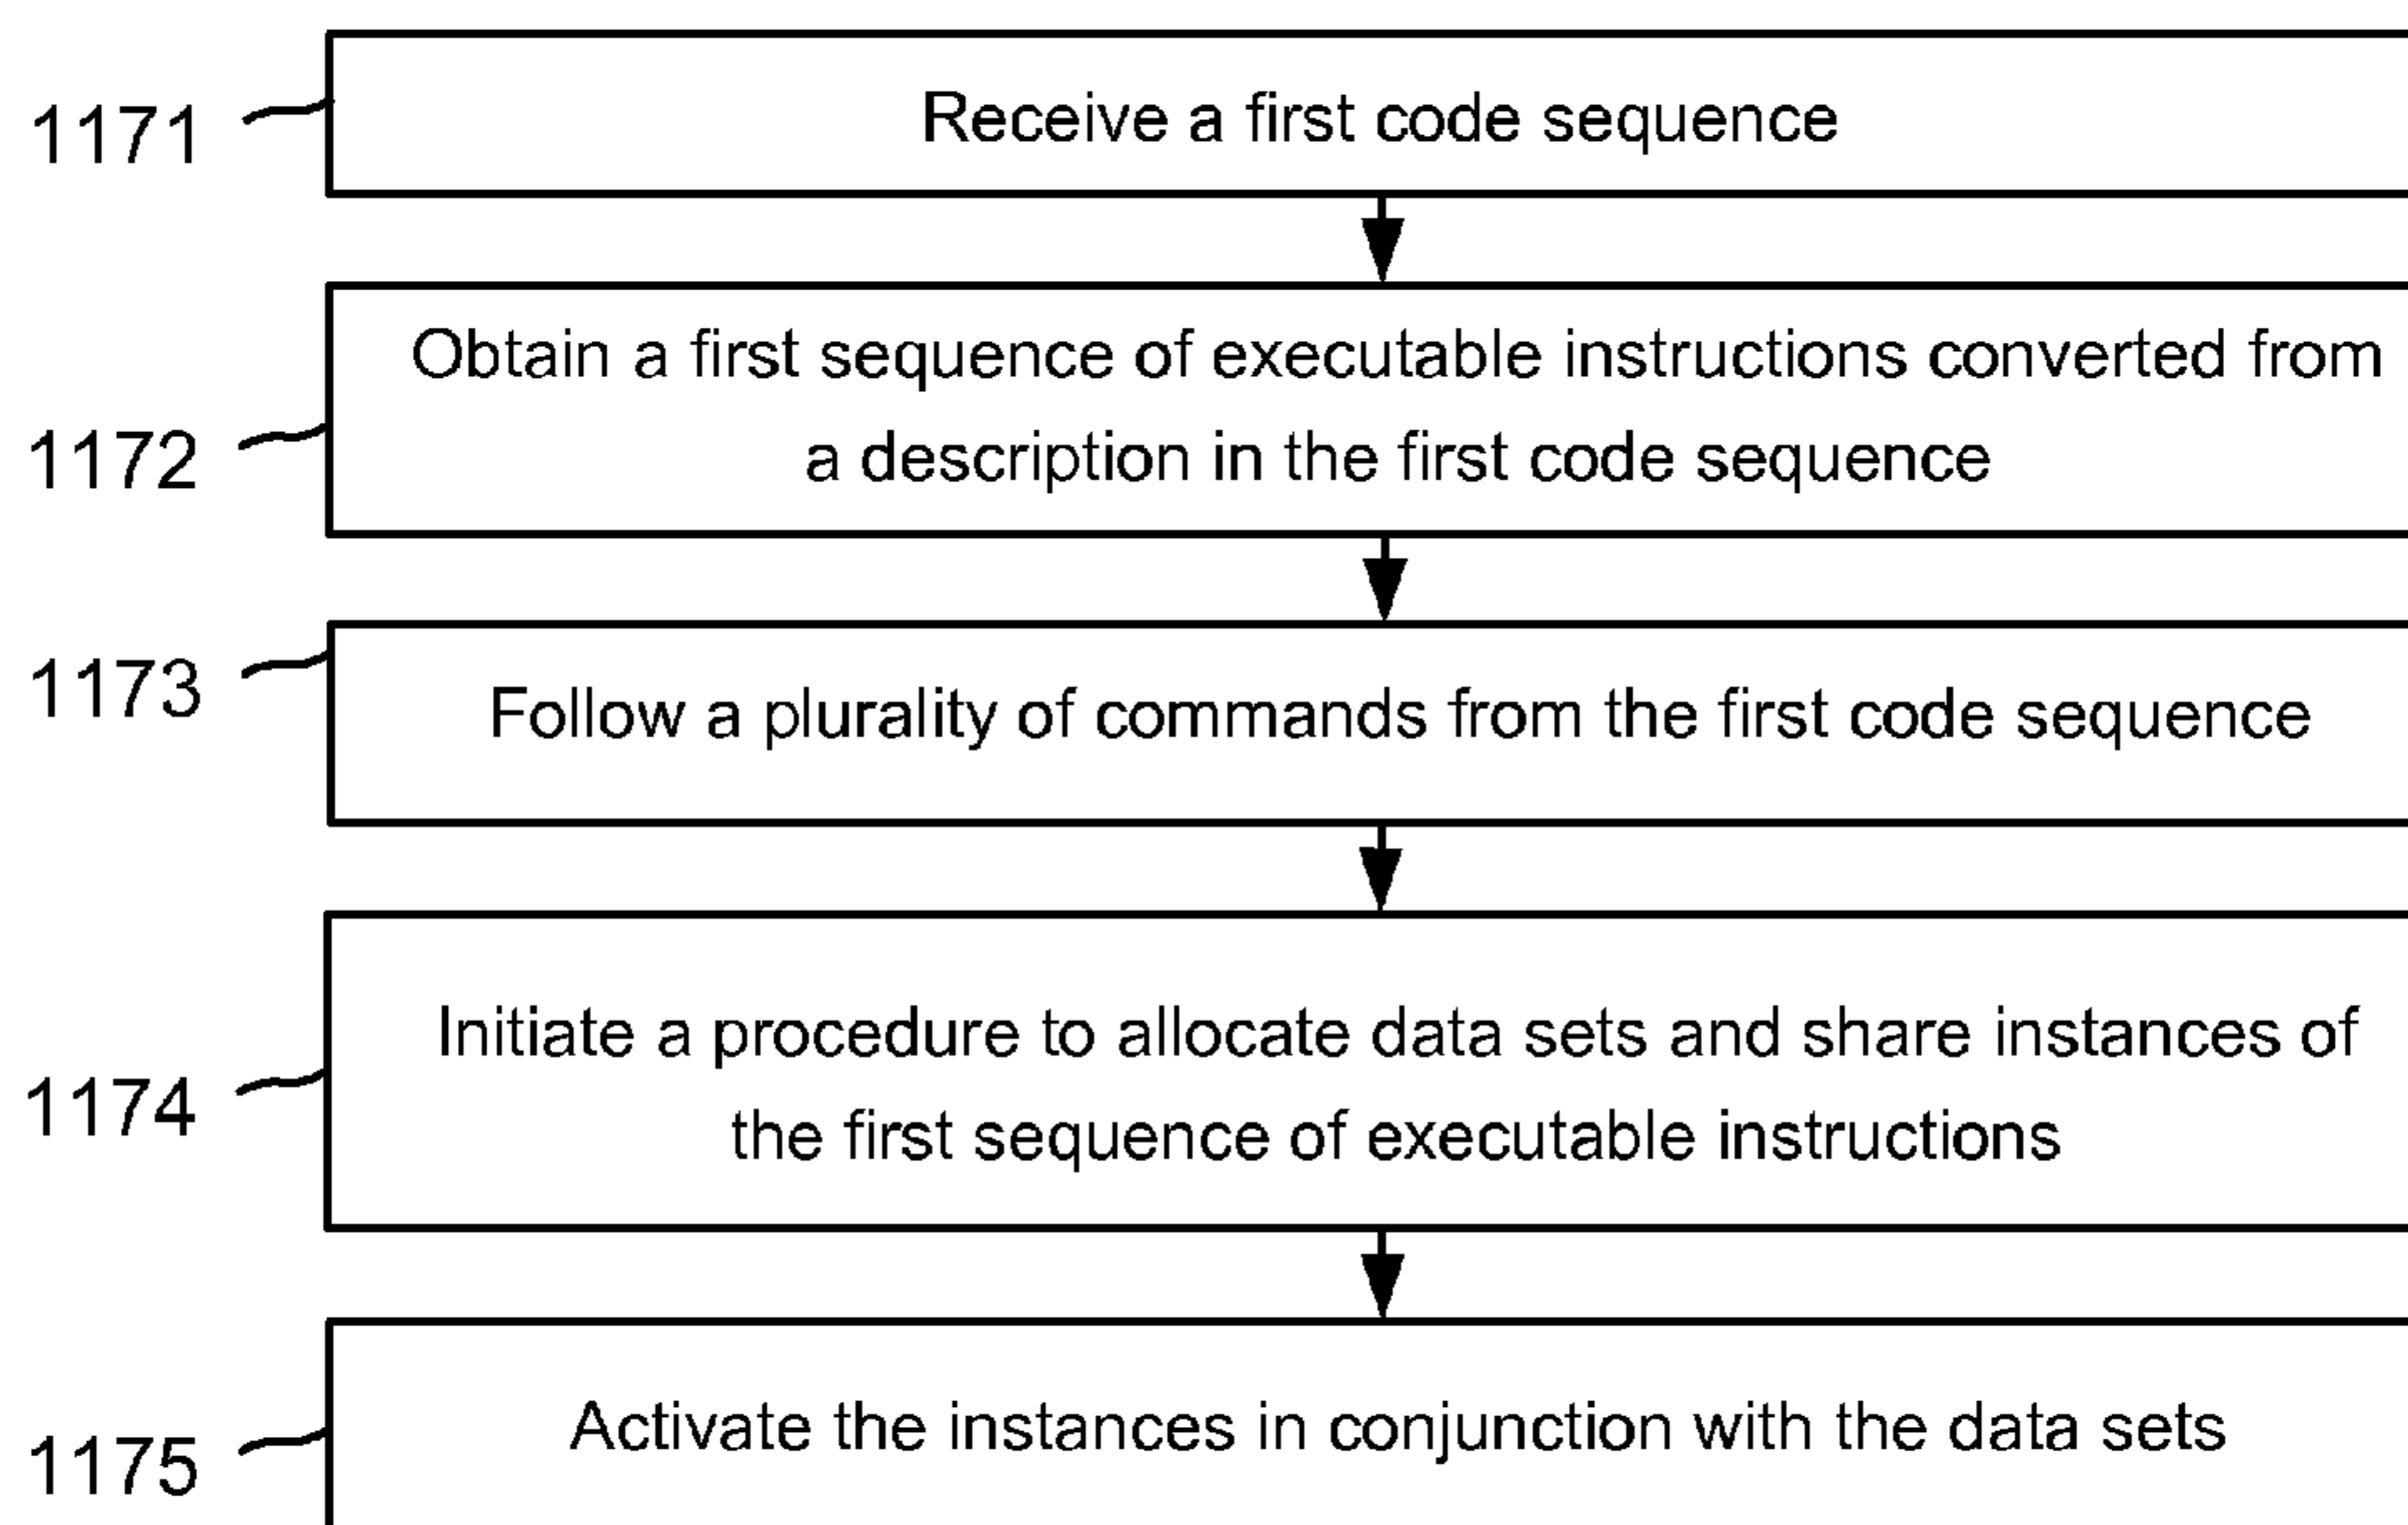 1171
Receive a first code sequence
1172
Obtain a first sequence of executable instructions converted from
a description in the first code sequence
1173
Follow a plurality of commands from the first code sequence
1174
Initiate a procedure to allocate data sets and share instances of
the first sequence of executable instructions
1175
Activate the instances in conjunction with the data sets